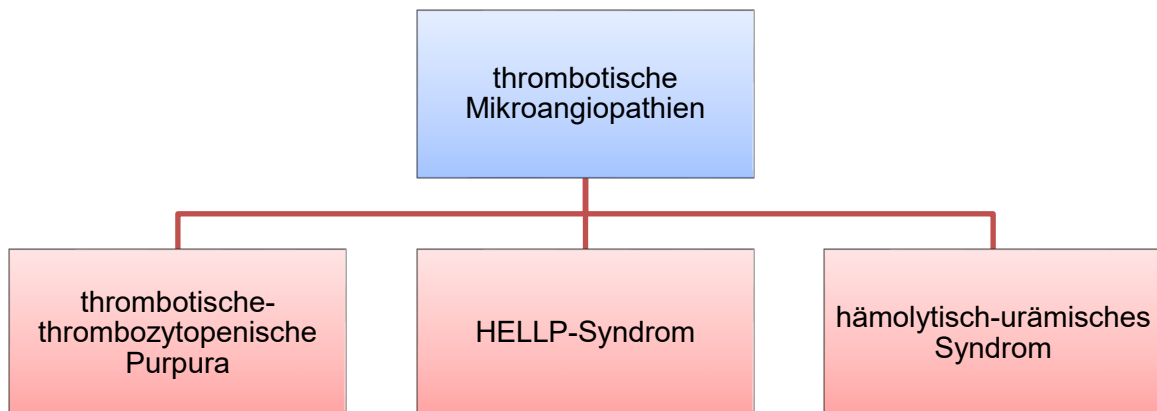 thrombotische
Mikroangiopathien
thrombotische-
thrombozytopenische
Purpura
HELLP-Syndrom
hämolytisch-urämisches
Syndrom